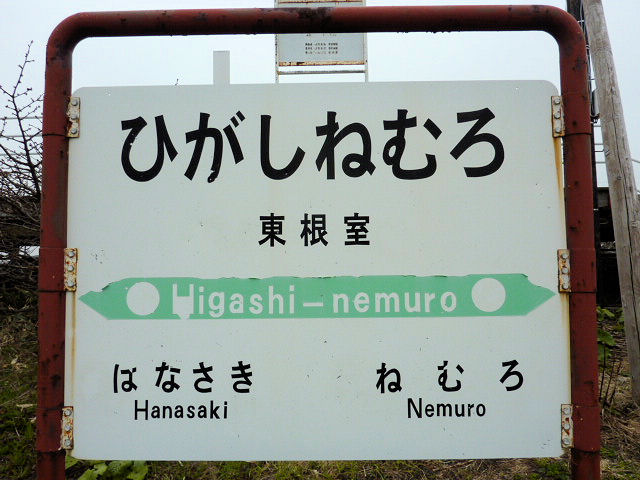 ひがしねむろ
東根室
Higashi-nemuro
はなさき ねむろ
Hanasaki Nemuro